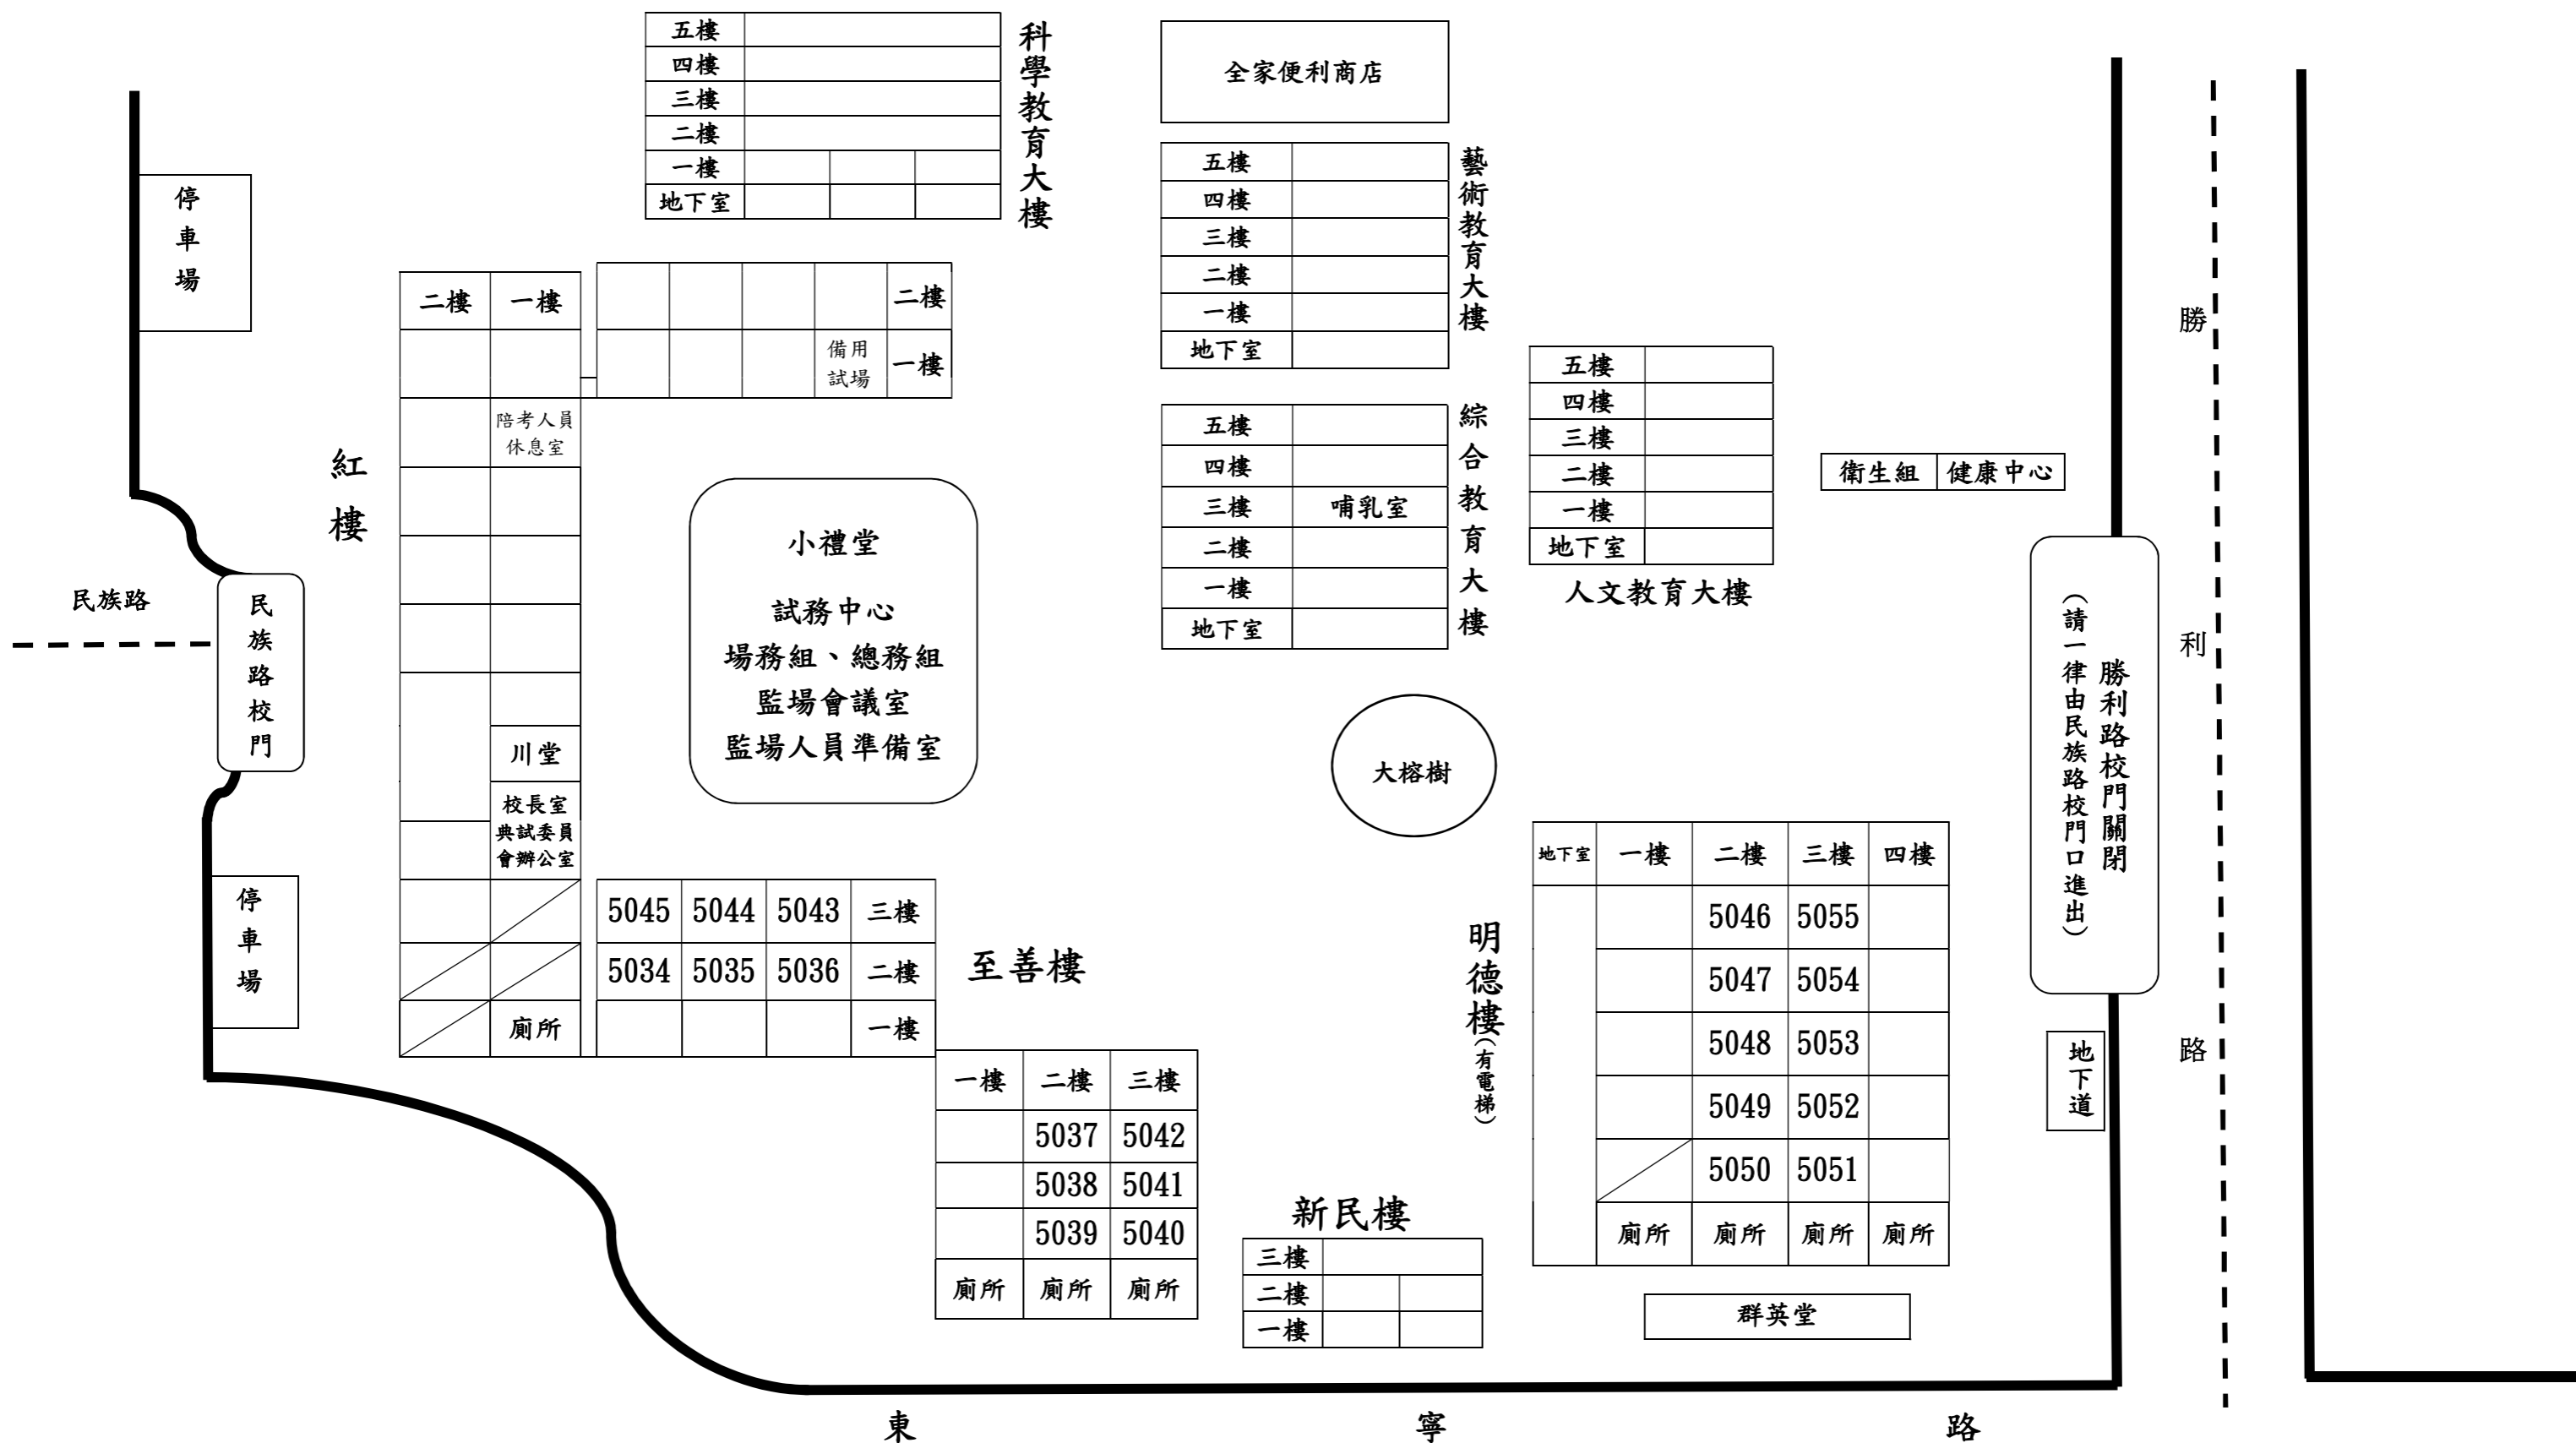 五樓
四樓
三樓
二樓
一樓
地下室
科學教育大樓
全家便利商店
五樓
四樓
三樓
二樓
一樓
地下室
藝術教育大樓
停車場
二樓 一樓
二樓
備用
試場
一樓
陪考人員
休息室
紅樓
小禮堂
試務中心
場務組、總務組
監場會議室
監場人員準備室
五樓
四樓
三樓 哺乳室
二樓
一樓
地下室
綜合教育大樓
五樓
四樓
三樓
二樓
一樓
地下室
人文教育大樓
衛生組 健康中心
民族路
民族路校門
川堂
校長室
典試委員
會辦公室
廁所
停車場
大榕樹
勝利路校門關閉
(請一律由民族路校門口進出)
勝利路
地下道
5045 5044 5043 三樓
5034 5035 5036 二樓
一樓
至善樓
一樓 二樓 三樓
5037 5042
5038 5041
5039 5040
廁所 廁所 廁所
明德樓(有電梯)
地下室 一樓 二樓 三樓 四樓
5046 5055
5047 5054
5048 5053
5049 5052
5050 5051
廁所 廁所 廁所 廁所
新民樓
三樓
二樓
一樓
群英堂
東寧路